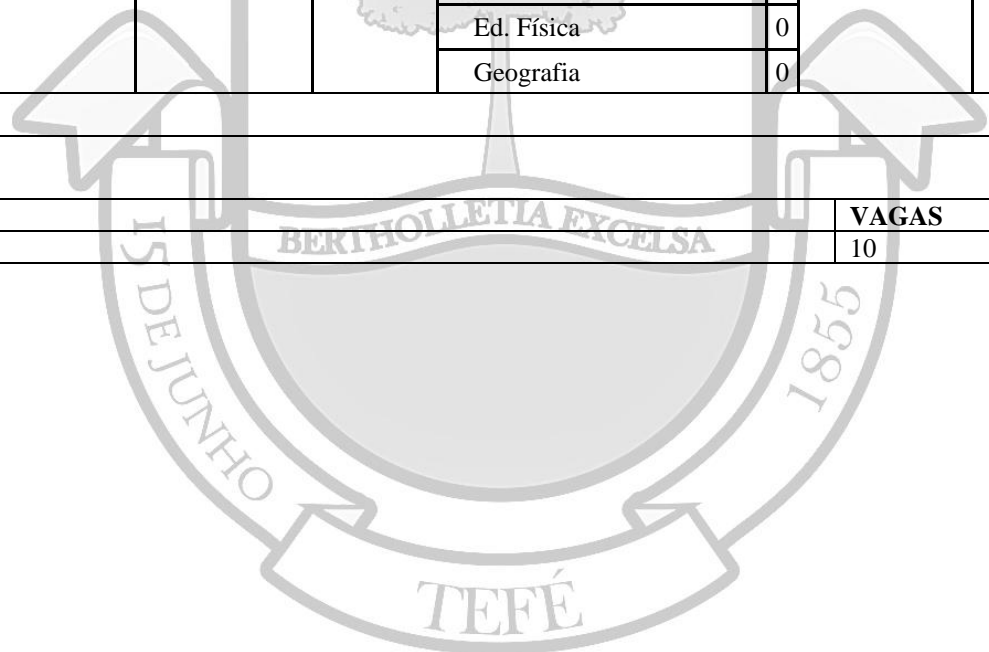 Ed. Física 0
Geografia 0
VAGAS
10
BERTHOLLETIA EXCELSA
15 DE JUNHO
1855
TEFÉ